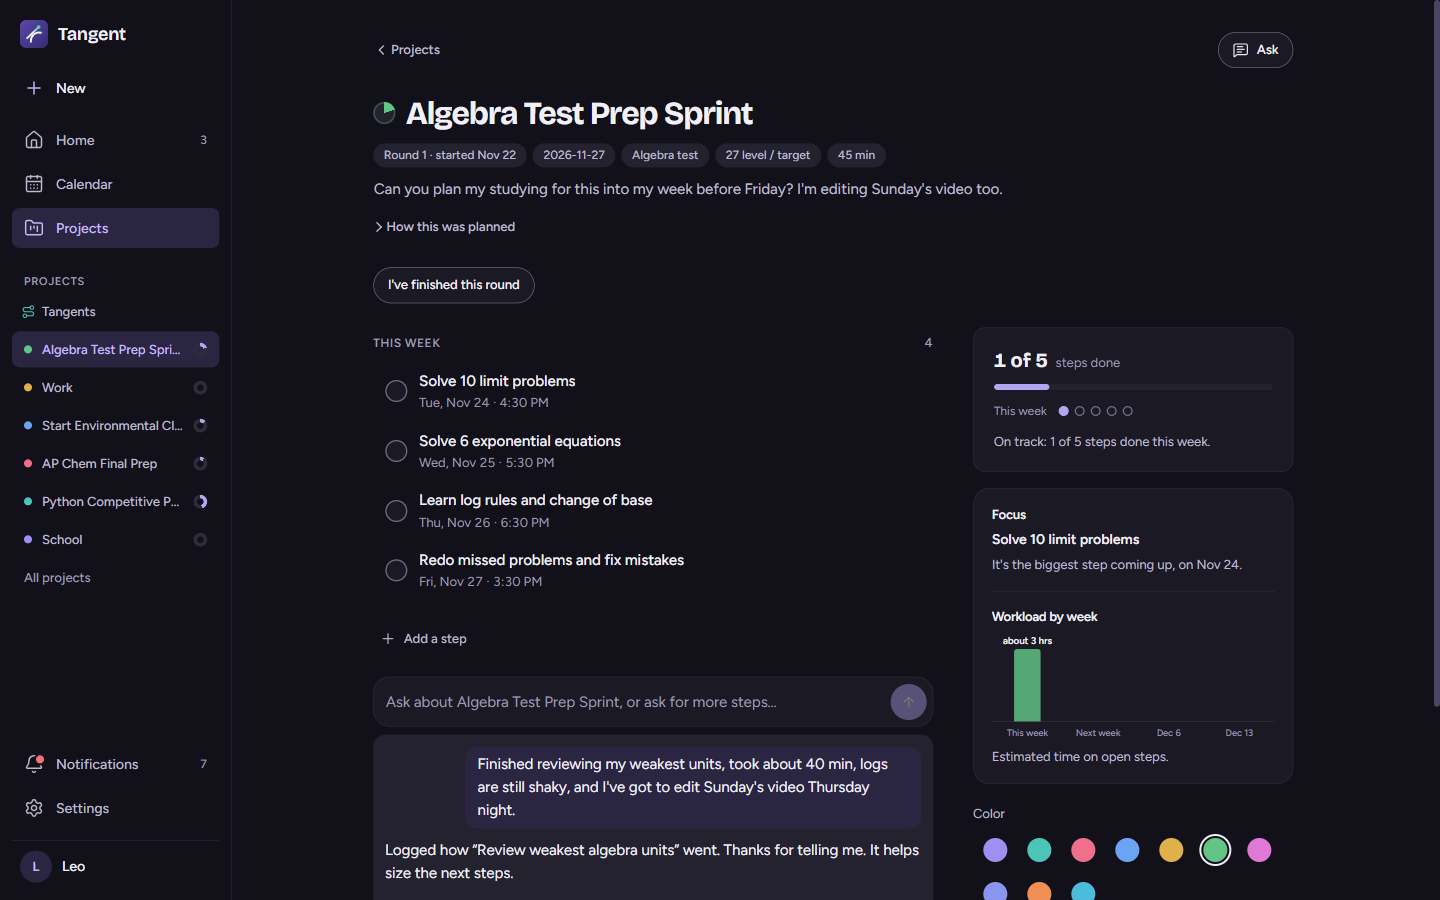 Tangent
New
Home 3
Calendar
Projects
PROJECTS
Tangents
Algebra Test Prep Spri...
Work
Start Environmental Cl...
AP Chem Final Prep
Python Competitive P...
School
All projects
Notifications 7
Settings
L Leo
Projects
Ask
Algebra Test Prep Sprint
Round 1 · started Nov 22 2026-11-27 Algebra test 27 level / target 45 min
Can you plan my studying for this into my week before Friday? I'm editing Sunday's video too.
How this was planned
I've finished this round
THIS WEEK 4
Solve 10 limit problems
Tue, Nov 24 · 4:30 PM
Solve 6 exponential equations
Wed, Nov 25 · 5:30 PM
Learn log rules and change of base
Thu, Nov 26 · 6:30 PM
Redo missed problems and fix mistakes
Fri, Nov 27 · 3:30 PM
Add a step
Ask about Algebra Test Prep Sprint, or ask for more steps...
Finished reviewing my weakest units, took about 40 min, logs
are still shaky, and I've got to edit Sunday's video Thursday
night.
Logged how “Review weakest algebra units” went. Thanks for telling me. It helps
size the next steps.
1 of 5 steps done
This week
On track: 1 of 5 steps done this week.
Focus
Solve 10 limit problems
It's the biggest step coming up, on Nov 24.
Workload by week
about 3 hrs
This week Next week Dec 6 Dec 13
Estimated time on open steps.
Color